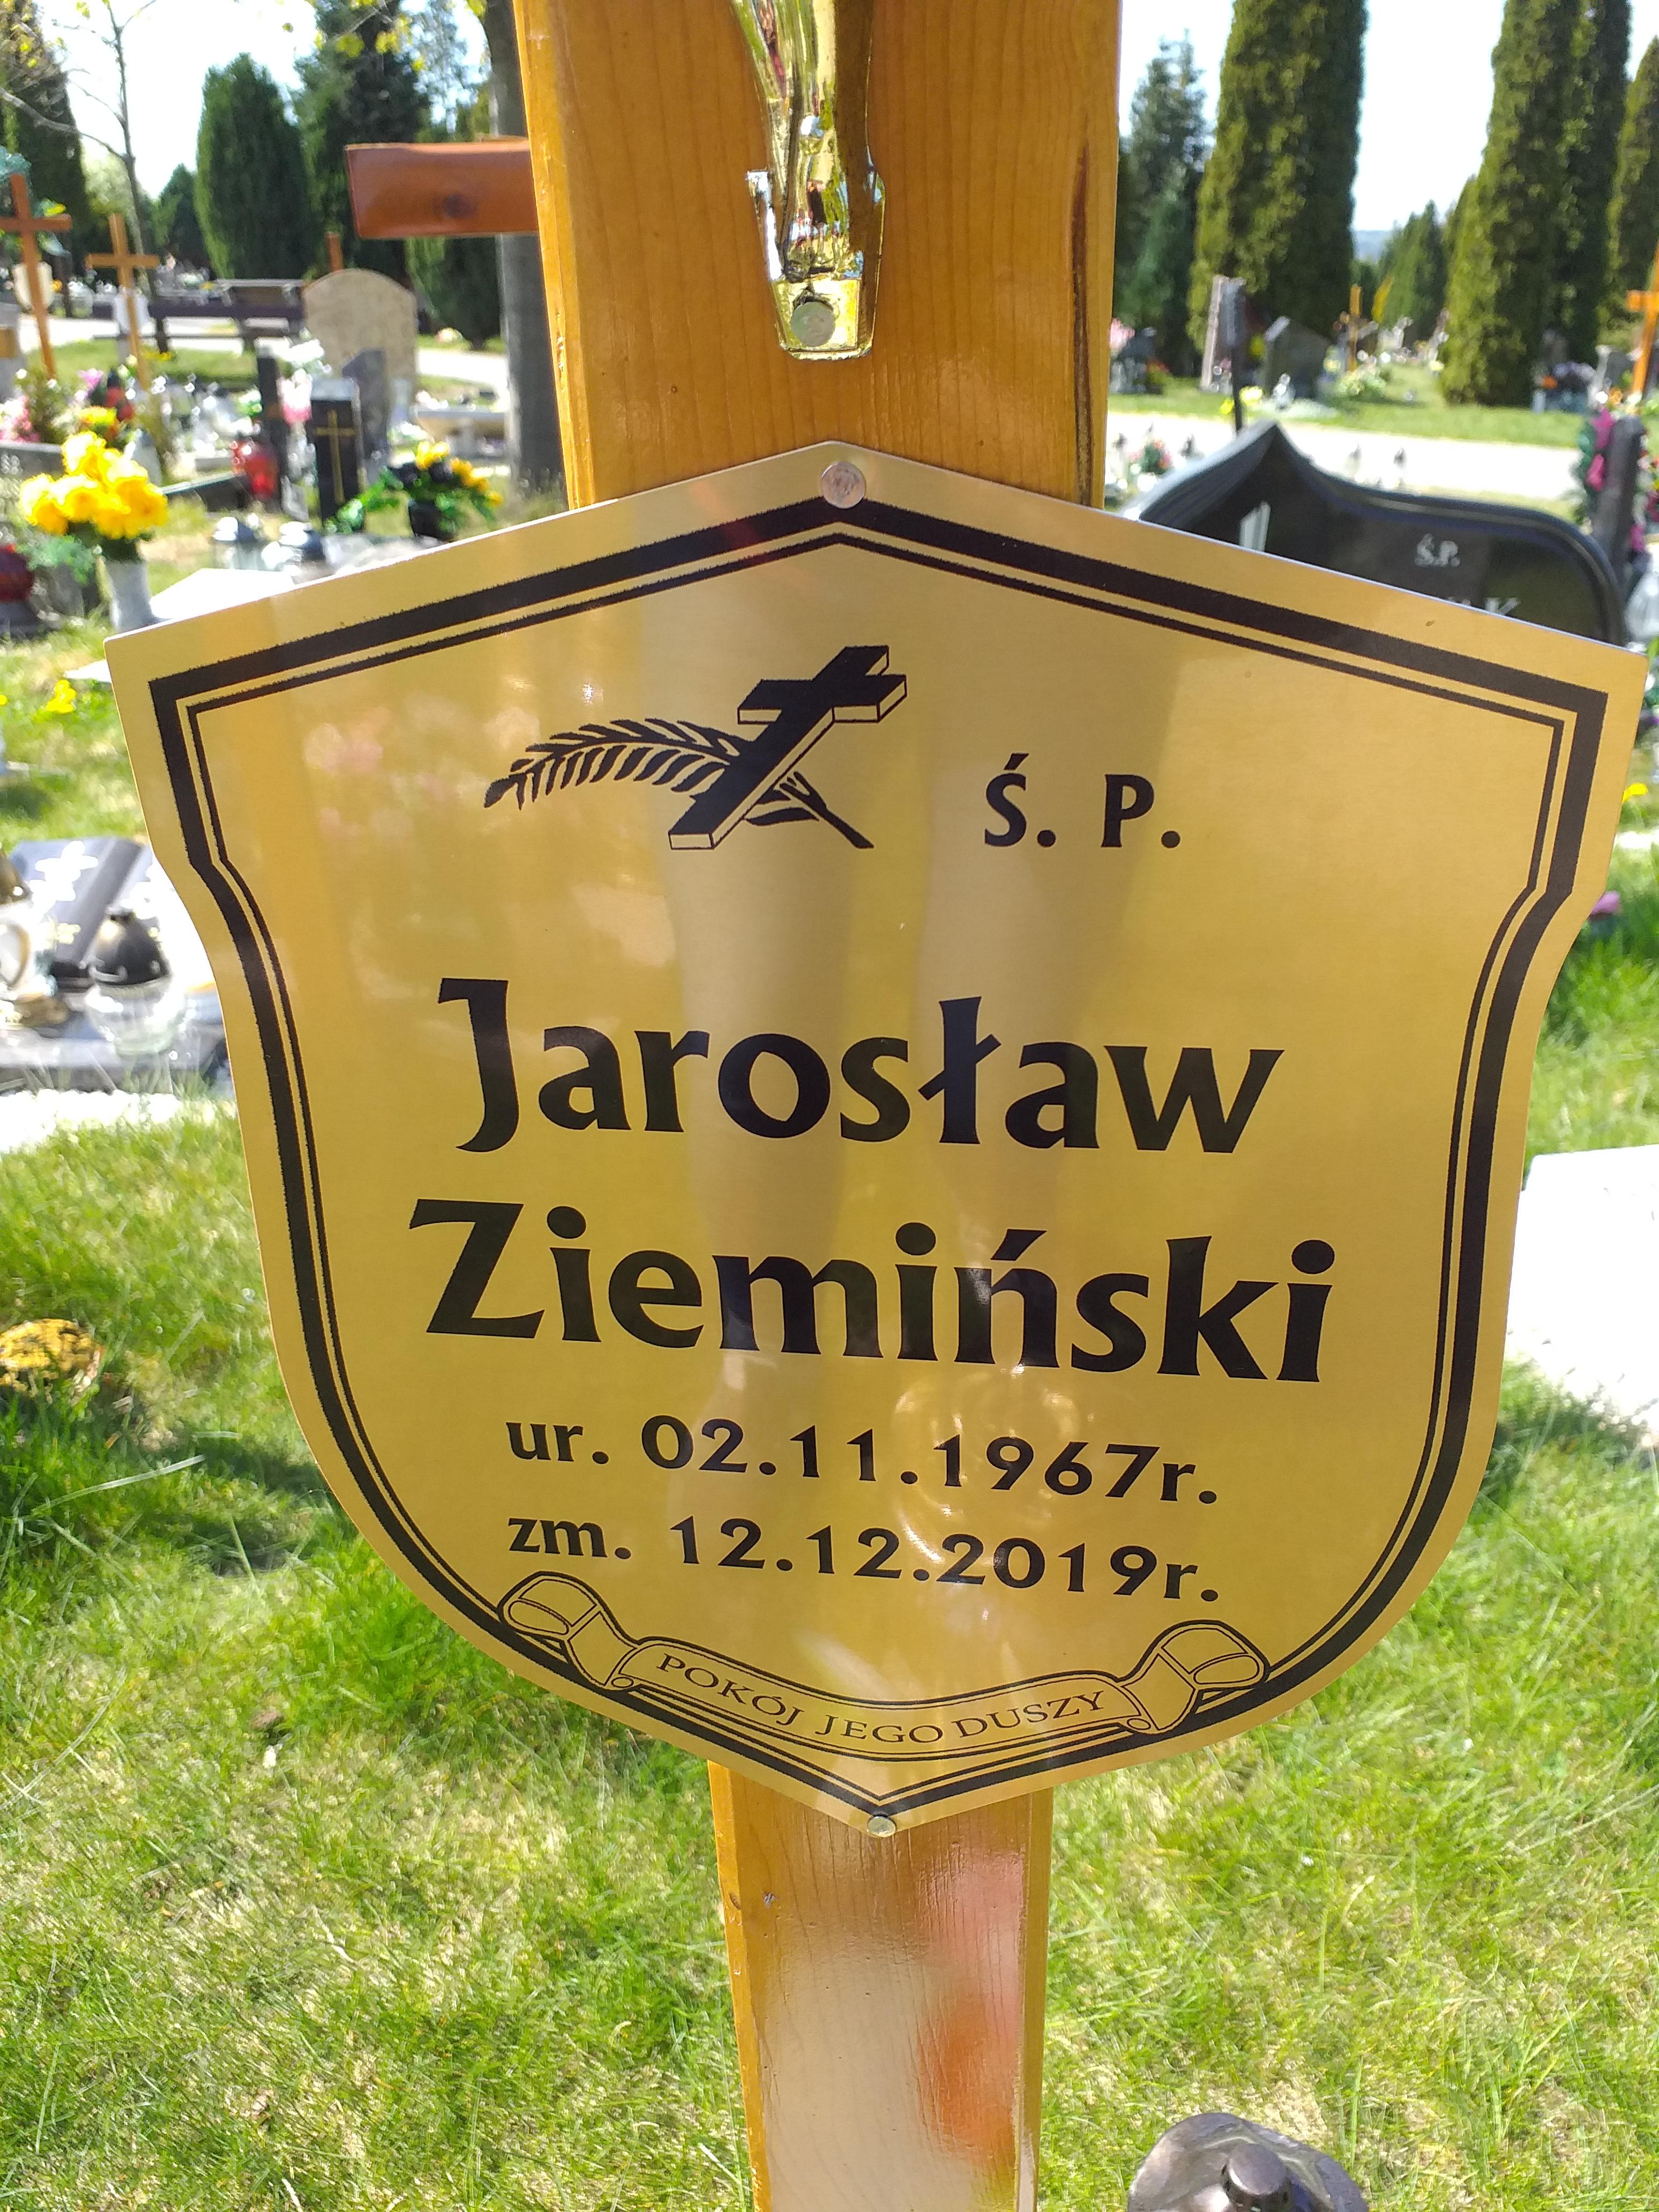 Ś. P.
Jarosław
Ziemiński
ur. 02.11.1967r.
zm. 12.12.2019r.
POKÓJ JEGO DUSZY
Ś.P.